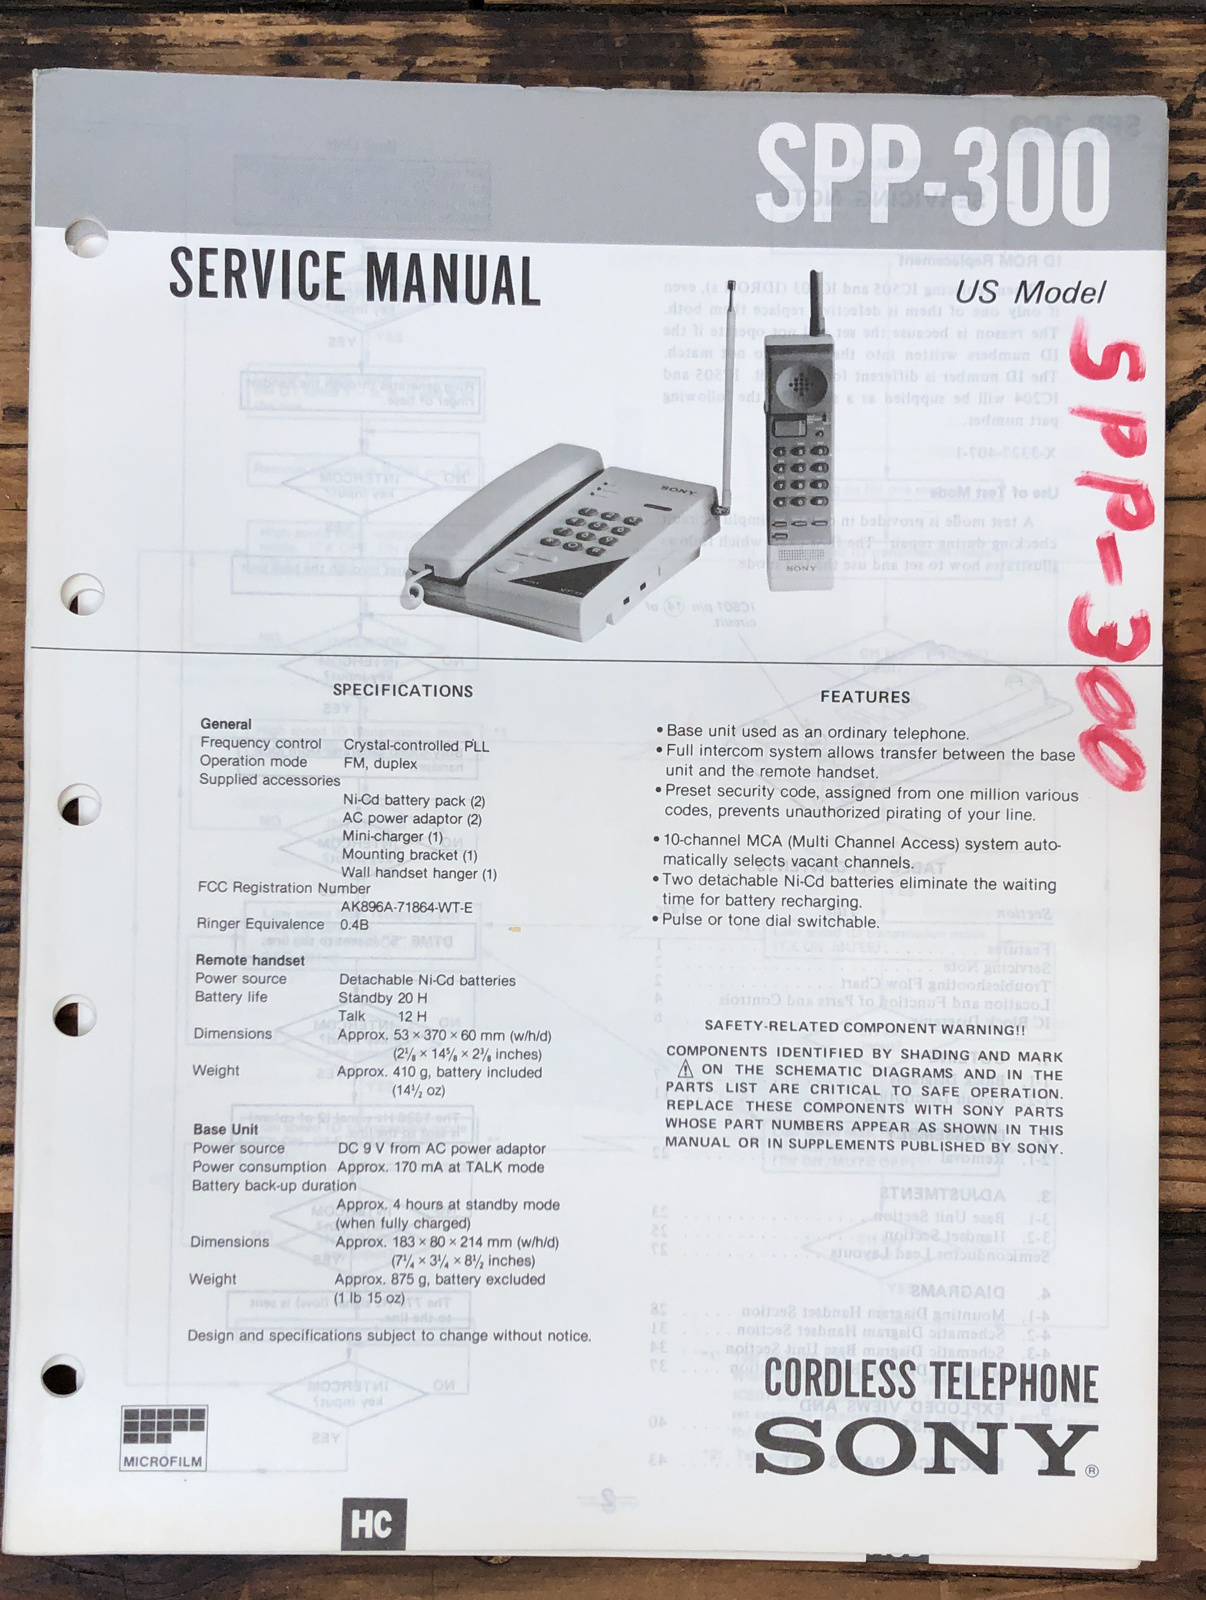 SPP-300
SERVICE MANUAL
US Model
SPP-300
SONY
SONY
SPECIFICATIONS
General
Frequency control Crystal-controlled PLL
Operation mode FM, duplex
Supplied accessories
Ni-Cd battery pack (2)
AC power adaptor (2)
Mini-charger (1)
Mounting bracket (1)
Wall handset hanger (1)
FCC Registration Number
AK896A-71864-WT-E
Ringer Equivalence 0.4B
Remote handset
Power source Detachable Ni-Cd batteries
Battery life Standby 20 H
Talk 12 H
Dimensions Approx. 53 × 370 × 60 mm (w/h/d)
(2⅛ × 14⅝ × 2⅜ inches)
Weight Approx. 410 g, battery included
(14½ oz)
Base Unit
Power source DC 9 V from AC power adaptor
Power consumption Approx. 170 mA at TALK mode
Battery back-up duration
Approx. 4 hours at standby mode
(when fully charged)
Dimensions Approx. 183 × 80 × 214 mm (w/h/d)
(7¼ × 3¼ × 8½ inches)
Weight Approx. 875 g, battery excluded
(1 lb 15 oz)
Design and specifications subject to change without notice.
FEATURES
• Base unit used as an ordinary telephone.
• Full intercom system allows transfer between the base
unit and the remote handset.
• Preset security code, assigned from one million various
codes, prevents unauthorized pirating of your line.
• 10-channel MCA (Multi Channel Access) system auto-
matically selects vacant channels.
• Two detachable Ni-Cd batteries eliminate the waiting
time for battery recharging.
• Pulse or tone dial switchable.
SAFETY-RELATED COMPONENT WARNING!!
COMPONENTS IDENTIFIED BY SHADING AND MARK
⚠ ON THE SCHEMATIC DIAGRAMS AND IN THE
PARTS LIST ARE CRITICAL TO SAFE OPERATION.
REPLACE THESE COMPONENTS WITH SONY PARTS
WHOSE PART NUMBERS APPEAR AS SHOWN IN THIS
MANUAL OR IN SUPPLEMENTS PUBLISHED BY SONY.
CORDLESS TELEPHONE
SONY®
MICROFILM
HC